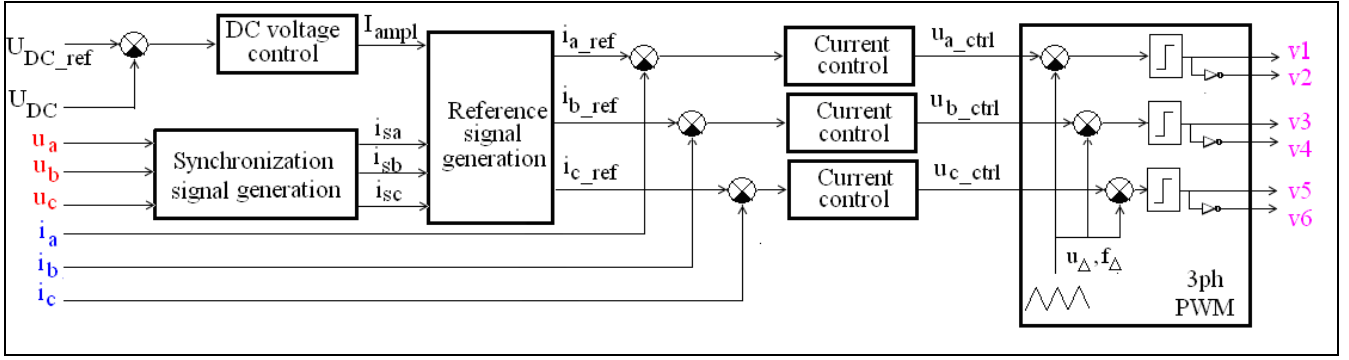 U_DC_ref
U_DC
u_a
u_b
u_c
i_a
i_b
i_c
DC voltage
control
I_ampl
Synchronization
signal generation
i_sa
i_sb
i_sc
Reference
signal
generation
i_a_ref
i_b_ref
i_c_ref
Current
control
Current
control
Current
control
u_a_ctrl
u_b_ctrl
u_c_ctrl
u_Δ,f_Δ
3ph
PWM
v1
v2
v3
v4
v5
v6